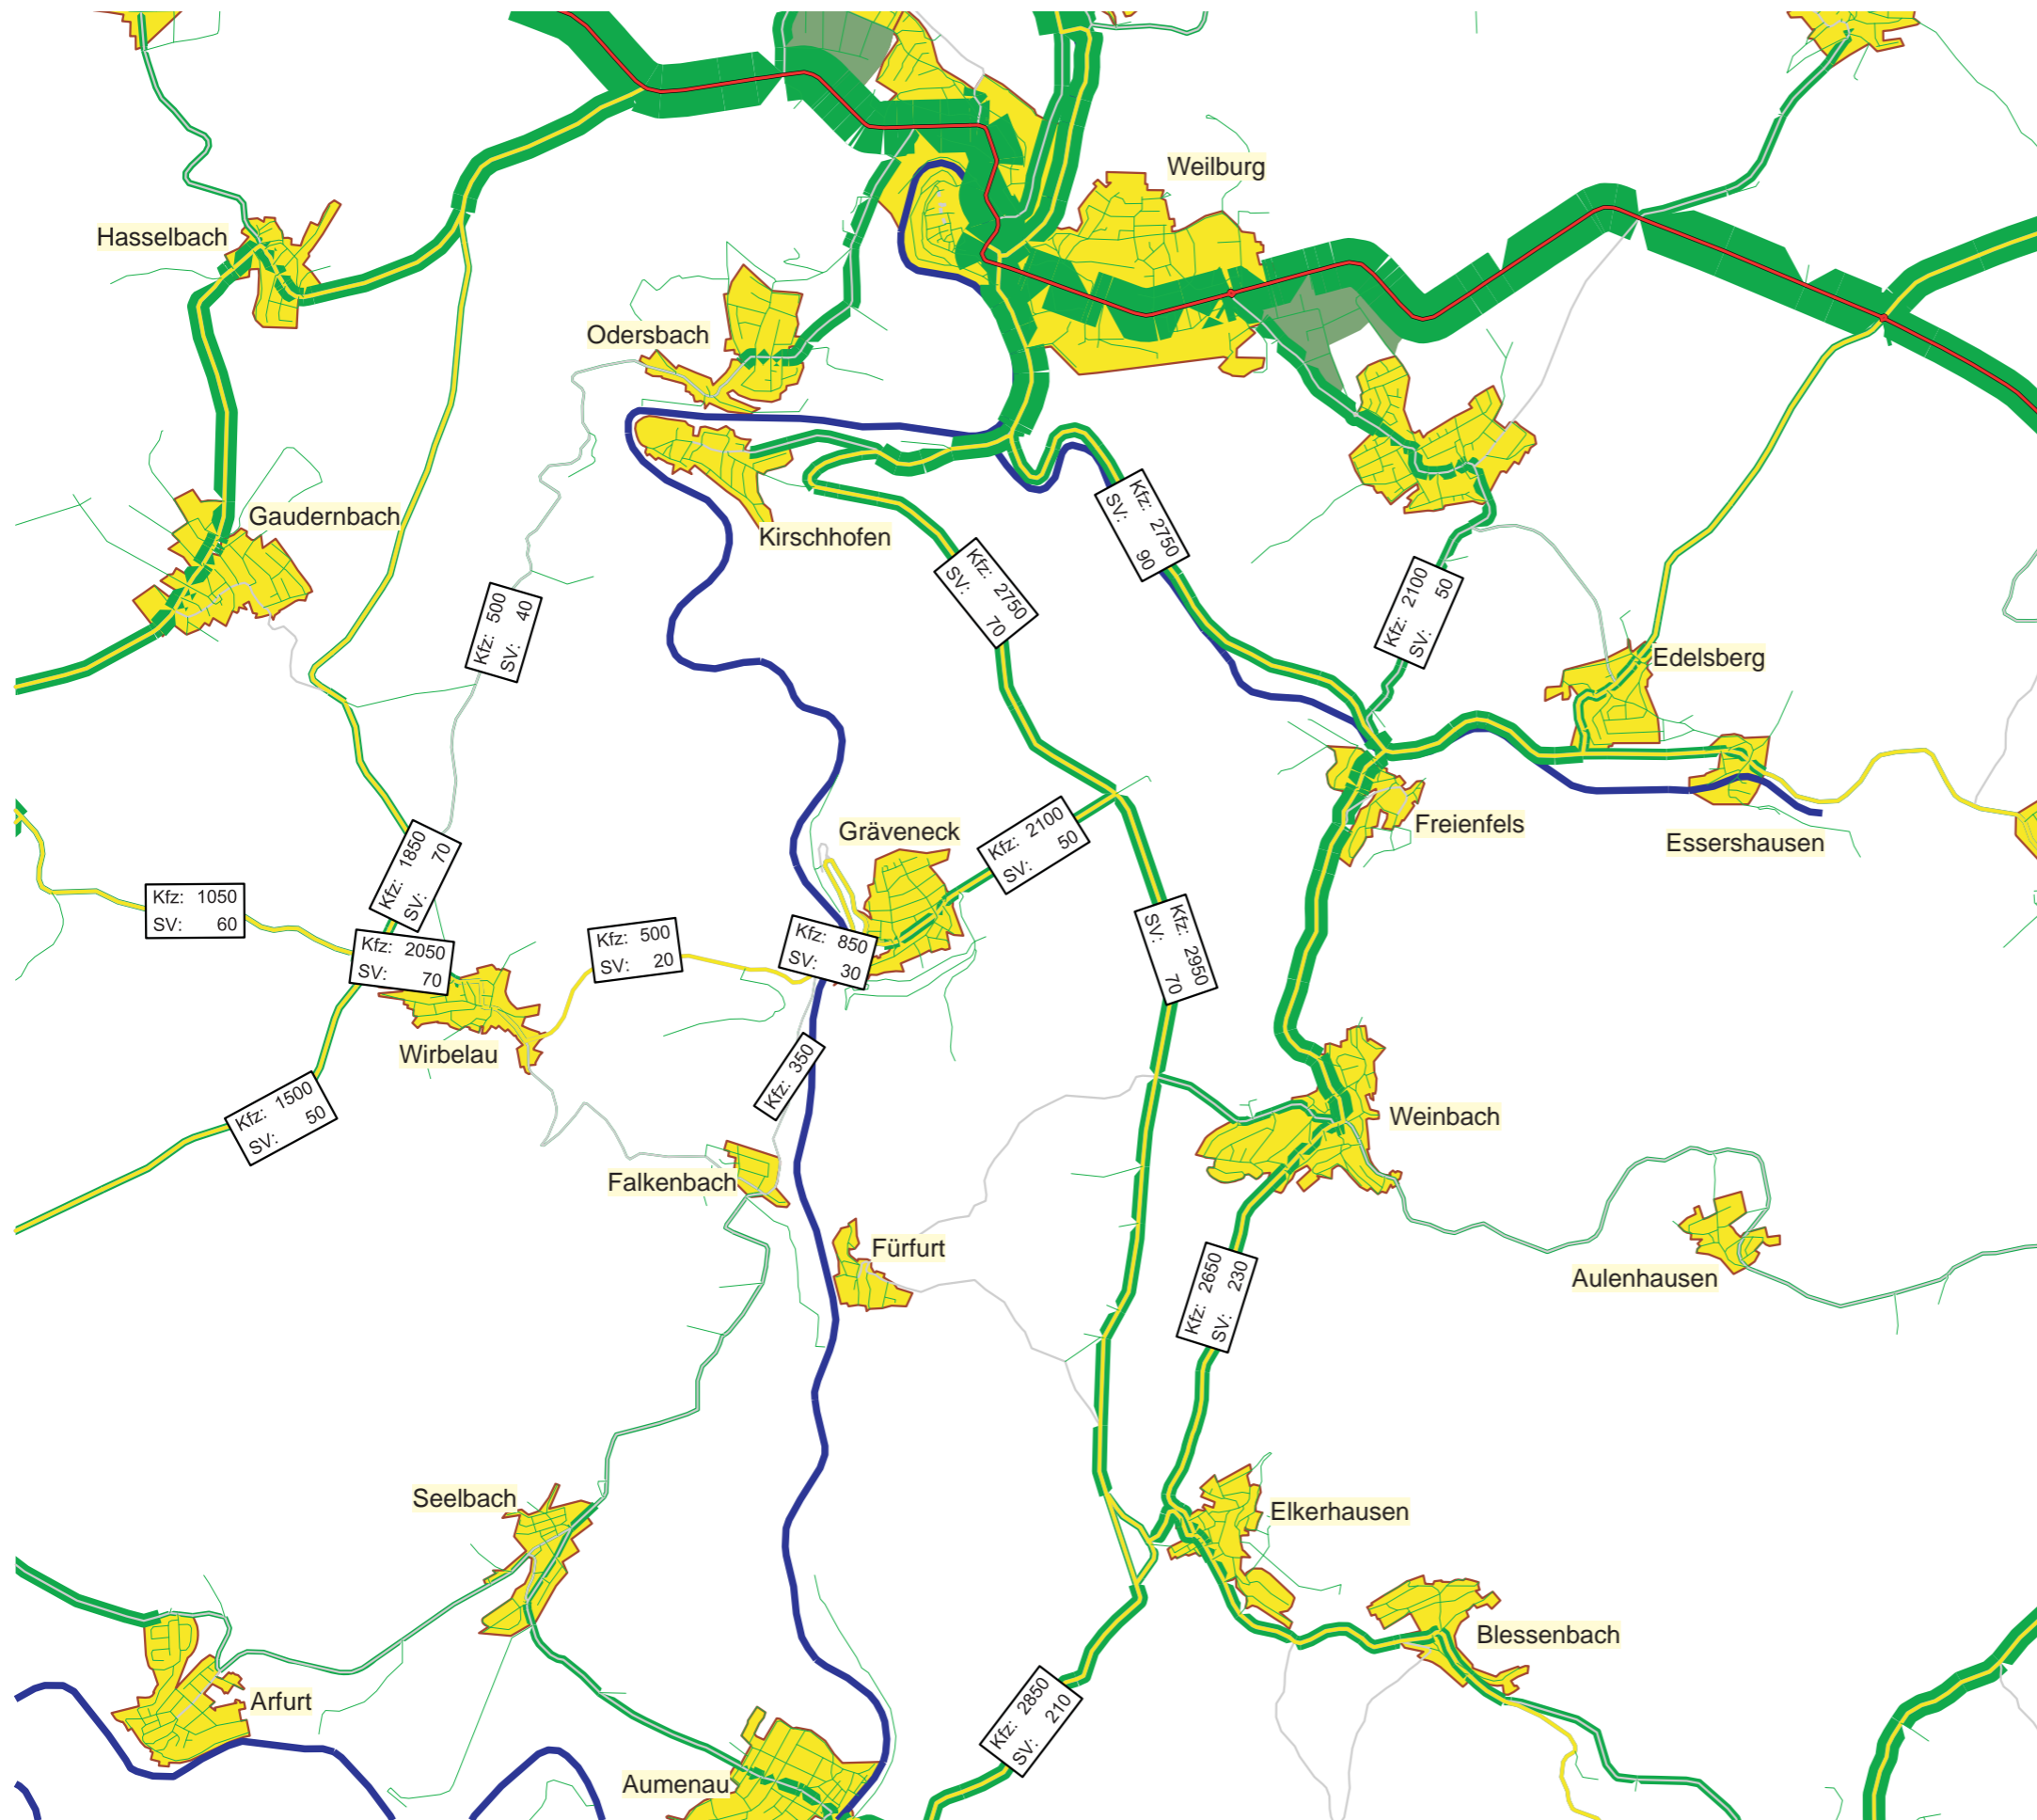 Weilburg
Hasselbach
Odersbach
Gaudernbach
Kirschhofen
Kfz: 2750
SV: 90
Kfz: 2750
SV: 70
Kfz: 2100
SV: 50
Kfz: 500
SV: 40
Edelsberg
Gräveneck
Freienfels
Essershausen
Kfz: 2100
SV: 50
Kfz: 1850
SV: 70
Kfz: 1050
SV: 60
Kfz: 2050
SV: 70
Kfz: 500
SV: 20
Kfz: 850
SV: 30
Kfz: 2950
SV: 70
Wirbelau
Kfz: 350
Kfz: 1500
SV: 50
Weinbach
Falkenbach
Fürfurt
Kfz: 2650
SV: 230
Aulenhausen
Seelbach
Elkerhausen
Blessenbach
Arfurt
Kfz: 2850
SV: 210
Aumenau